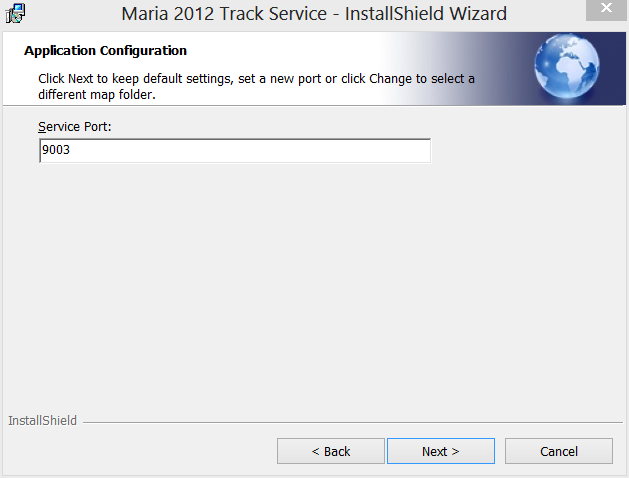 Maria 2012 Track Service - InstallShield Wizard
Application Configuration
Click Next to keep default settings, set a new port or click Change to select a
different map folder.
Service Port:
9003
InstallShield
< Back Next > Cancel